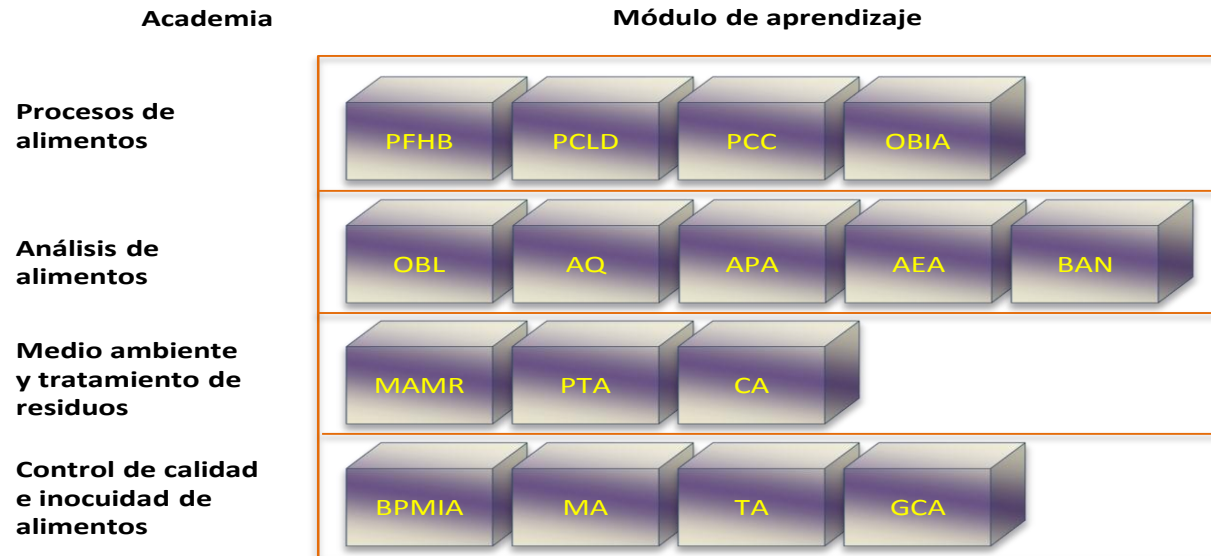 Academia Módulo de aprendizaje
Procesos de
alimentos
PFHB PCLD PCC OBIA
Análisis de
alimentos
OBL AQ APA AEA BAN
Medio ambiente
y tratamiento de
residuos
MAMR PTA CA
Control de calidad
e inocuidad de
alimentos
BPMIA MA TA GCA